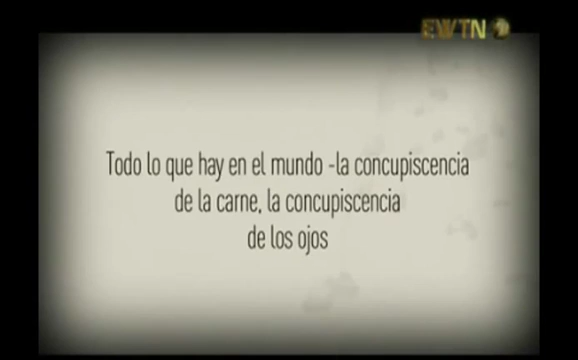 EWTN
Todo lo que hay en el mundo -la concupiscencia
de la carne, la concupiscencia
de los ojos